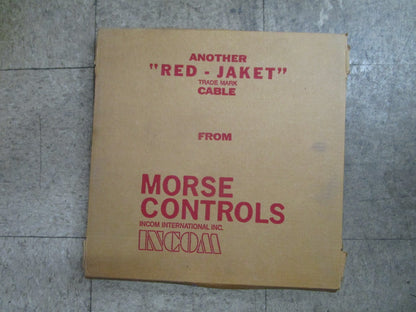 ANOTHER
"RED - JAKET"
TRADE MARK
CABLE
FROM
MORSE
CONTROLS
INCOM INTERNATIONAL INC.
INCOM